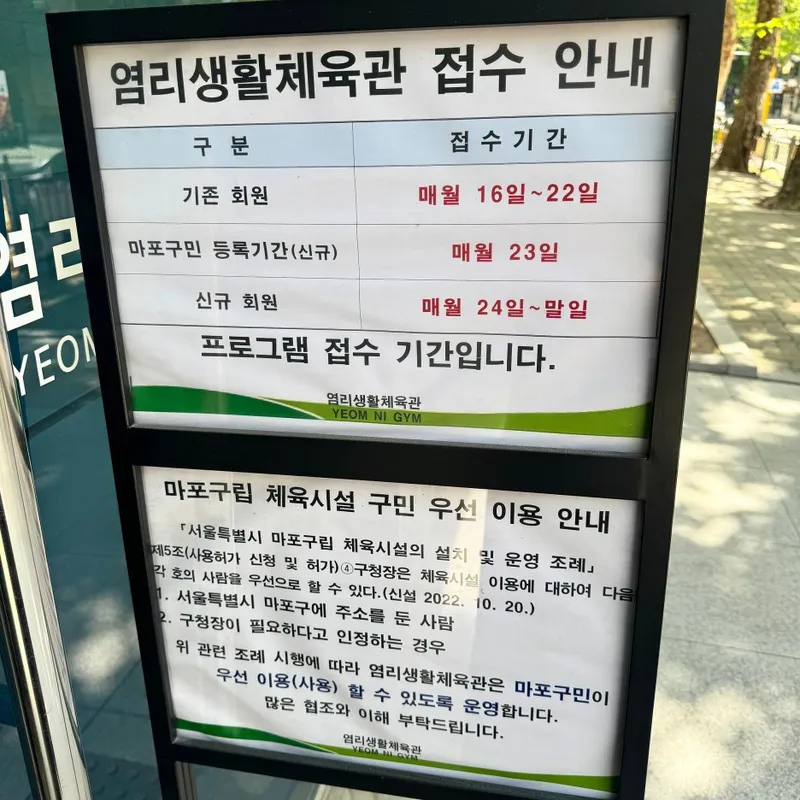 염리생활체육관 접수 안내
구 분 접수기간
기존 회원 매월 16일~22일
마포구민 등록기간(신규) 매월 23일
신규 회원 매월 24일~말일
프로그램 접수 기간입니다.
염리생활체육관
YEOM NI GYM
마포구립 체육시설 구민 우선 이용 안내
「서울특별시 마포구립 체육시설의 설치 및 운영 조례」
제5조(사용허가 신청 및 허가)④구청장은 체육시설 이용에 대하여 다음
각 호의 사람을 우선으로 할 수 있다.(신설 2022. 10. 20.)
1. 서울특별시 마포구에 주소를 둔 사람
2. 구청장이 필요하다고 인정하는 경우
위 관련 조례 시행에 따라 염리생활체육관은 마포구민이
우선 이용(사용) 할 수 있도록 운영합니다.
많은 협조와 이해 부탁드립니다.
염리생활체육관
YEOM NI GYM
염리
YEON